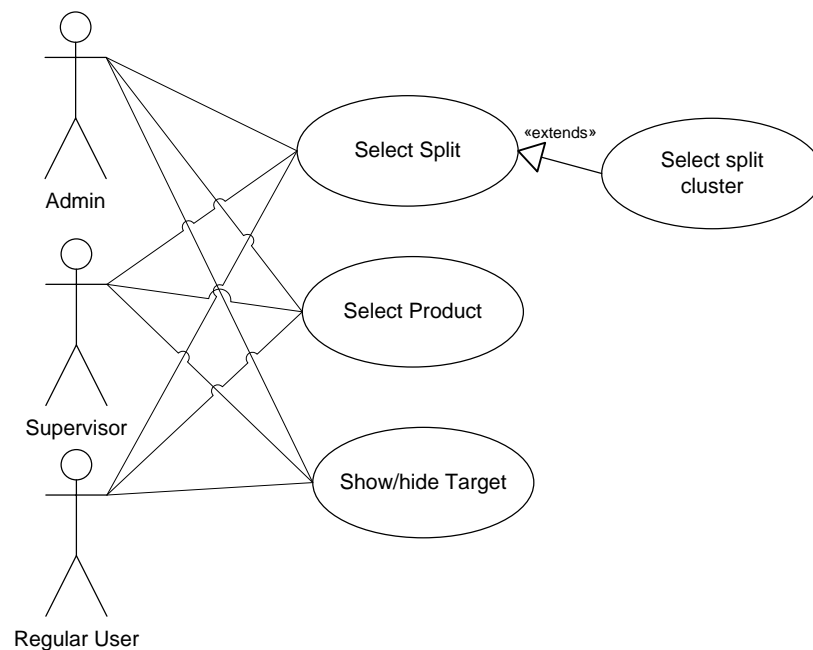 Admin
Select Split
«extends»
Select split
cluster
Supervisor
Select Product
Regular User
Show/hide Target